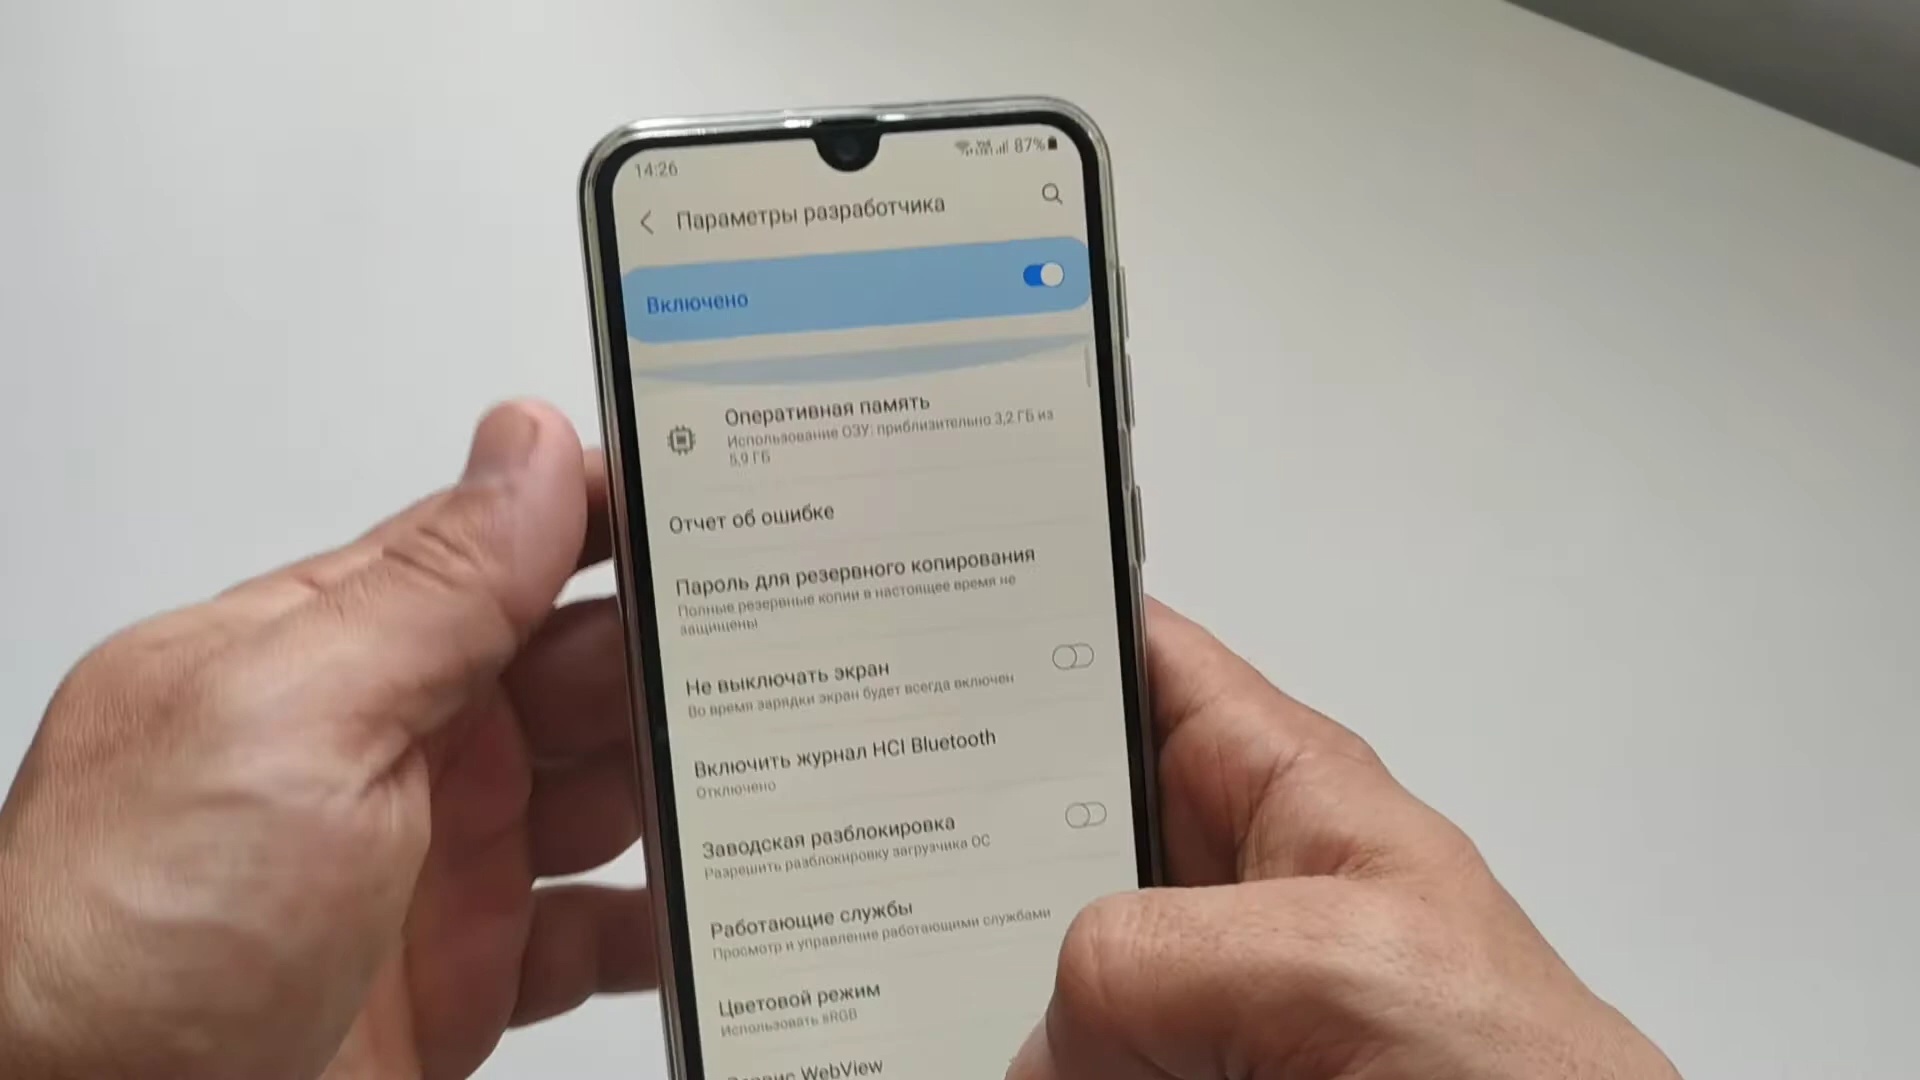 14:26
87%
Параметры разработчика
Включено
Оперативная память
Использование ОЗУ: приблизительно 3,2 ГБ из
5,9 ГБ
Отчет об ошибке
Пароль для резервного копирования
Полные резервные копии в настоящее время не
защищены
Не выключать экран
Во время зарядки экран будет всегда включен
Включить журнал HCI Bluetooth
Отключено
Заводская разблокировка
Разрешить разблокировку загрузчика ОС
Работающие службы
Просмотр и управление работающими службами
Цветовой режим
Использовать sRGB
WebView